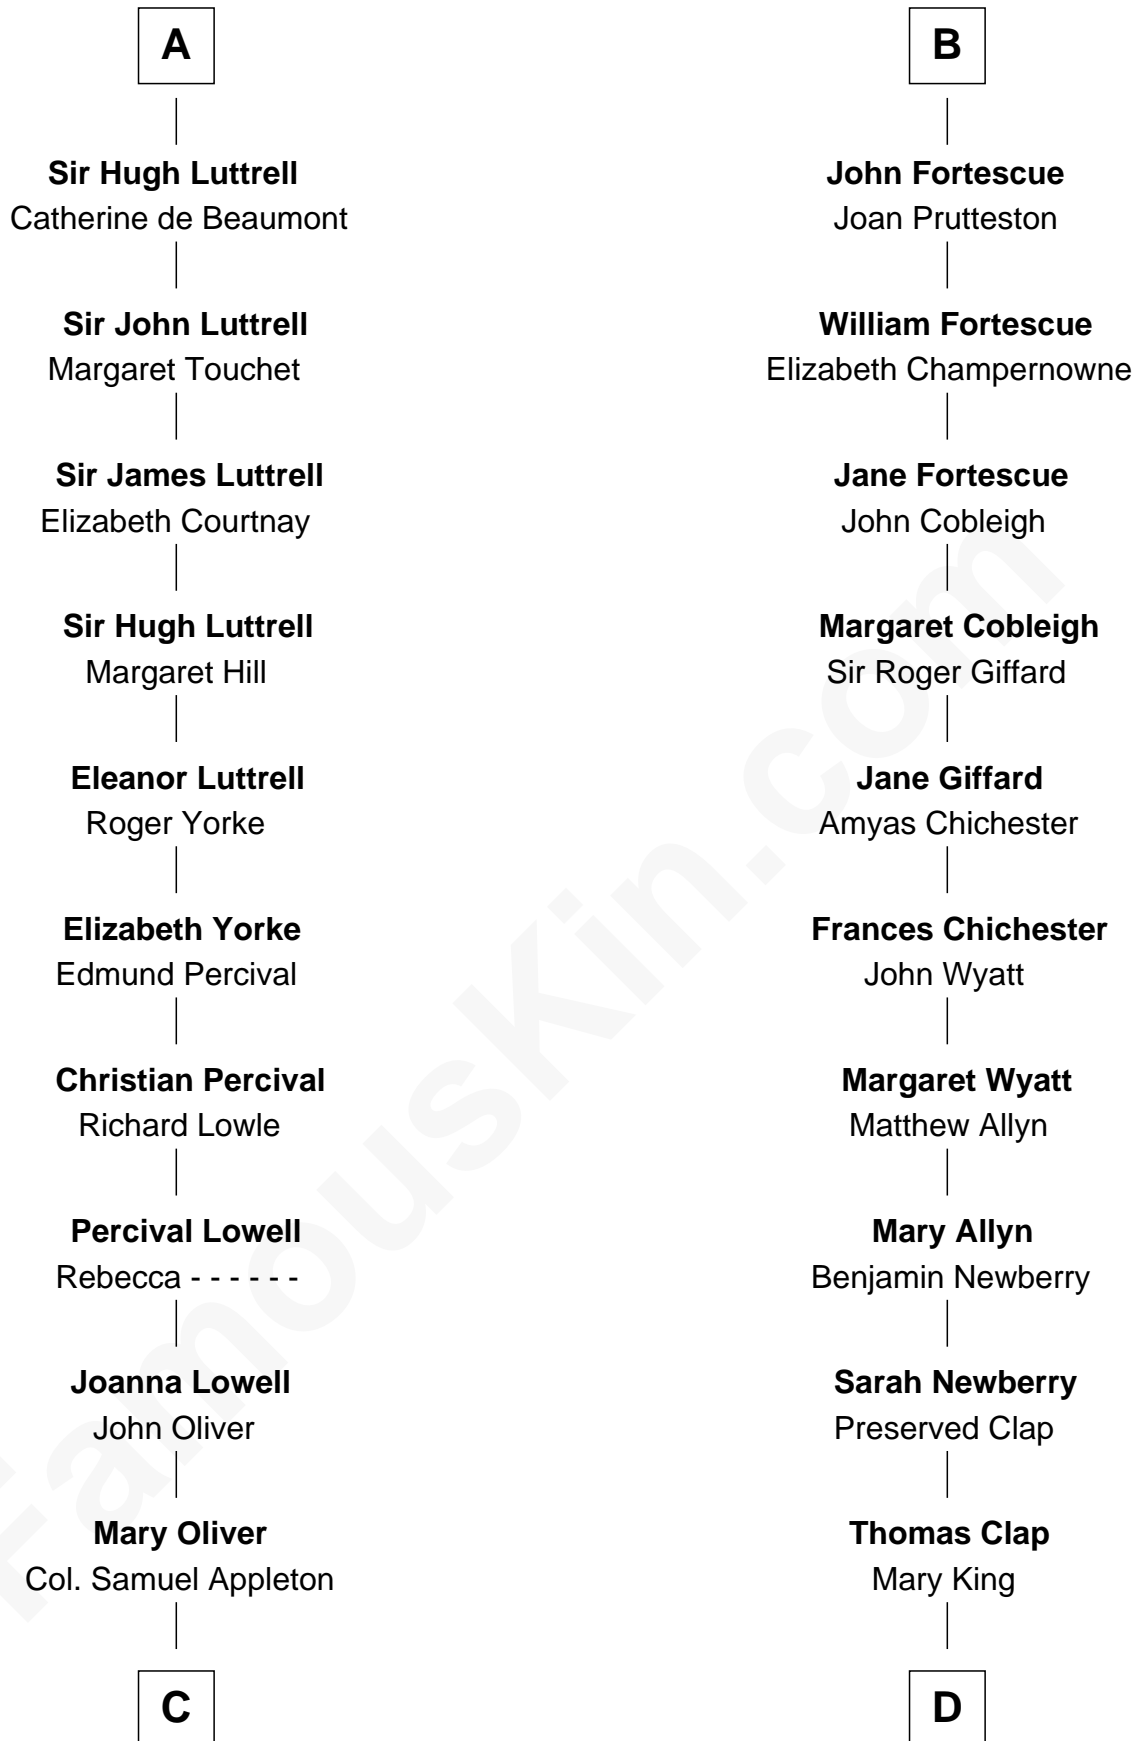 A
Sir Hugh Luttrell
Catherine de Beaumont
Sir John Luttrell
Margaret Touchet
Sir James Luttrell
Elizabeth Courtnay
Sir Hugh Luttrell
Margaret Hill
Eleanor Luttrell
Roger Yorke
Elizabeth Yorke
Edmund Percival
Christian Percival
Richard Lowle
Percival Lowell
Rebecca - - - - - -
Joanna Lowell
John Oliver
Mary Oliver
Col. Samuel Appleton
C
B
John Fortescue
Joan Prutteston
William Fortescue
Elizabeth Champernowne
Jane Fortescue
John Cobleigh
Margaret Cobleigh
Sir Roger Giffard
Jane Giffard
Amyas Chichester
Frances Chichester
John Wyatt
Margaret Wyatt
Matthew Allyn
Mary Allyn
Benjamin Newberry
Sarah Newberry
Preserved Clap
Thomas Clap
Mary King
D
FamousKin.com